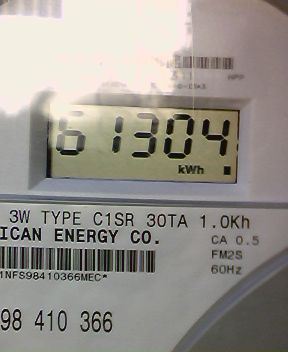 61304
kWh
3W TYPE C1SR 30TA 1.0Kh
ICAN ENERGY CO.
CA 0.5
FM2S
60Hz
1NFS98410366MEC*
98 410 366